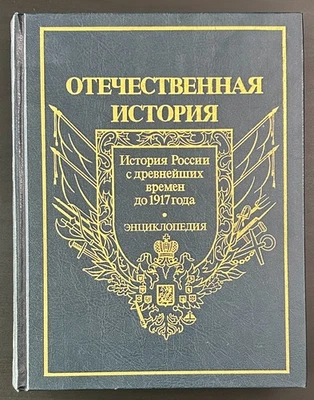 ОТЕЧЕСТВЕННАЯ
ИСТОРИЯ
История России
с древнейших
времен
до 1917 года
•
ЭНЦИКЛОПЕДИЯ